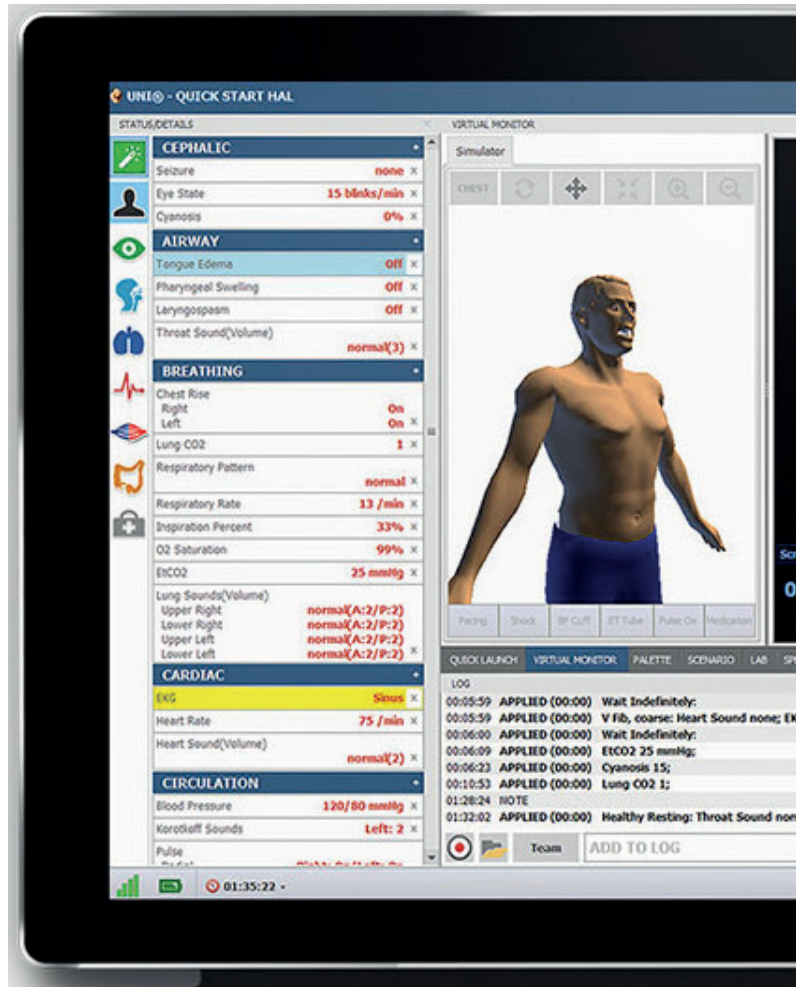 UNI® - QUICK START HAL
STATUS/DETAILS
CEPHALIC
Seizure none
Eye State 15 blinks/min
Cyanosis 0%
AIRWAY
Tongue Edema Off
Pharyngeal Swelling Off
Laryngospasm Off
Throat Sound(Volume)
normal(3)
BREATHING
Chest Rise
Right On
Left On
Lung CO2 1
Respiratory Pattern
normal
Respiratory Rate 13 /min
Inspiration Percent 33%
O2 Saturation 99%
EtCO2 25 mmHg
Lung Sounds(Volume)
Upper Right normal(A:2/P:2)
Lower Right normal(A:2/P:2)
Upper Left normal(A:2/P:2)
Lower Left normal(A:2/P:2)
CARDIAC
EKG Sinus
Heart Rate 75 /min
Heart Sound(Volume)
normal(2)
CIRCULATION
Blood Pressure 120/80 mmHg
Korotkoff Sounds Left: 2
Pulse
VIRTUAL MONITOR
Simulator
CHEST
Pacing Shock BP Cuff ET Tube Pulse Ox Medication
QUICK LAUNCH VIRTUAL MONITOR PALETTE SCENARIO LAB
LOG
00:05:59 APPLIED (00:00) Wait Indefinitely:
00:05:59 APPLIED (00:00) V Fib, coarse: Heart Sound none; EK
00:06:00 APPLIED (00:00) Wait Indefinitely:
00:06:09 APPLIED (00:00) EtCO2 25 mmHg;
00:06:23 APPLIED (00:00) Cyanosis 15;
00:10:53 APPLIED (00:00) Lung CO2 1;
01:28:24 NOTE
01:32:02 APPLIED (00:00) Healthy Resting: Throat Sound non
Team ADD TO LOG
01:35:22